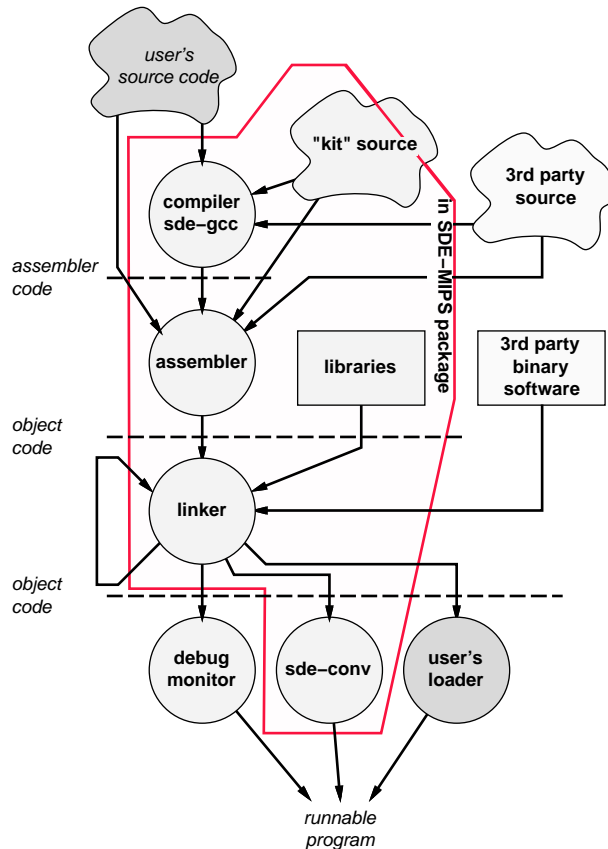 user's
source code
"kit" source
compiler
sde–gcc
3rd party
source
in SDE–MIPS package
assembler
code
assembler
libraries
3rd party
binary
software
object
code
linker
object
code
debug
monitor
sde–conv
user's
loader
runnable
program